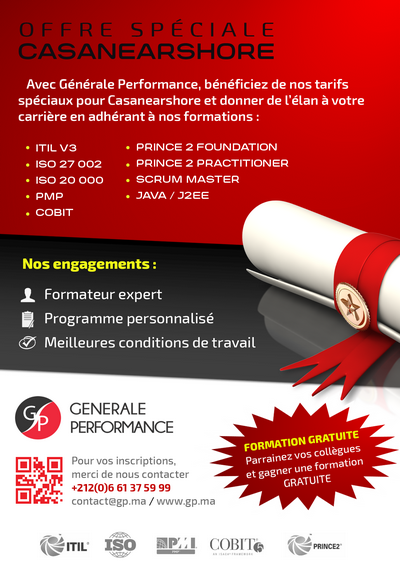 OFFRE SPÉCIALE
CASANEARSHORE
Avec Générale Performance, bénéficiez de nos tarifs
spéciaux pour Casanearshore et donner de l'élan à votre
carrière en adhérant à nos formations :
• ITIL V3
• ISO 27 002
• ISO 20 000
• PMP
• COBIT
• PRINCE 2 FOUNDATION
• PRINCE 2 PRACTITIONER
• SCRUM MASTER
• JAVA / J2EE
Nos engagements :
Formateur expert
Programme personnalisé
Meilleures conditions de travail
GP
GENERALE
PERFORMANCE
Pour vos inscriptions,
merci de nous contacter
+212(0)6 61 37 59 99
contact@gp.ma / www.gp.ma
FORMATION GRATUITE
Parrainez vos collègues
et gagner une formation
GRATUITE
ITIL
ISO
PMI
COBIT
PRINCE2